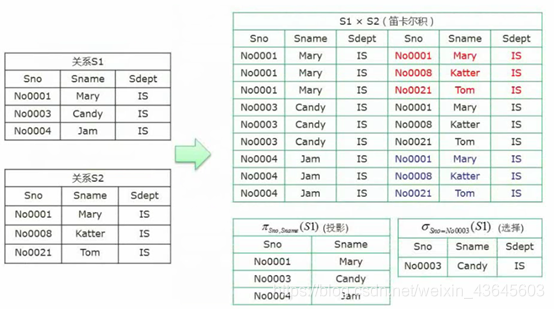 关系S1
Sno Sname Sdept
No0001 Mary IS
No0003 Candy IS
No0004 Jam IS
关系S2
Sno Sname Sdept
No0001 Mary IS
No0008 Katter IS
No0021 Tom IS
S1 × S2 (笛卡尔积)
Sno Sname Sdept Sno Sname Sdept
No0001 Mary IS No0001 Mary IS
No0001 Mary IS No0008 Katter IS
No0001 Mary IS No0021 Tom IS
No0003 Candy IS No0001 Mary IS
No0003 Candy IS No0008 Katter IS
No0003 Candy IS No0021 Tom IS
No0004 Jam IS No0001 Mary IS
No0004 Jam IS No0008 Katter IS
No0004 Jam IS No0021 Tom IS
π Sno,Sname (S1) (投影)
Sno Sname
No0001 Mary
No0003 Candy
No0004 Jam
σ Sno=No0003 (S1) (选择)
Sno Sname Sdept
No0003 Candy IS
https://blog.csdn.net/weixin_43645603